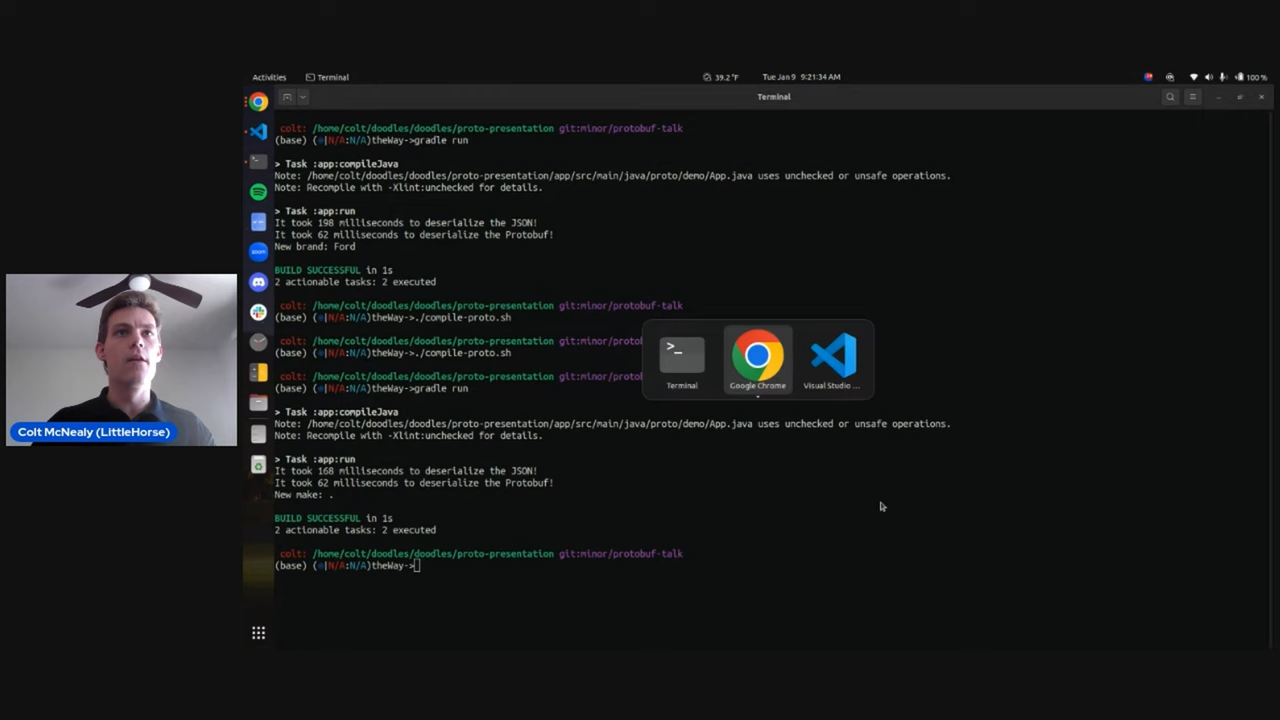 Activities
Terminal
39.2 °F
Tue Jan 9 9:21:34 AM
100 %
Terminal
colt: /home/colt/doodles/doodles/proto-presentation git:minor/protobuf-talk
(base) (⎈|N/A:N/A)theWay->gradle run
> Task :app:compileJava
Note: /home/colt/doodles/doodles/proto-presentation/app/src/main/java/proto/demo/App.java uses unchecked or unsafe operations.
Note: Recompile with -Xlint:unchecked for details.
> Task :app:run
It took 198 milliseconds to deserialize the JSON!
It took 62 milliseconds to deserialize the Protobuf!
New brand: Ford
BUILD SUCCESSFUL in 1s
2 actionable tasks: 2 executed
colt: /home/colt/doodles/doodles/proto-presentation git:minor/protobuf-talk
(base) (⎈|N/A:N/A)theWay->./compile-proto.sh
colt: /home/colt/doodles/doodles/proto-presentation git:minor/protob
(base) (⎈|N/A:N/A)theWay->./compile-proto.sh
colt: /home/colt/doodles/doodles/proto-presentation git:minor/protob
(base) (⎈|N/A:N/A)theWay->gradle run
Terminal
Google Chrome
Visual Studio ...
> Task :app:compileJava
Note: /home/colt/doodles/doodles/proto-presentation/app/src/main/java/proto/demo/App.java uses unchecked or unsafe operations.
Note: Recompile with -Xlint:unchecked for details.
> Task :app:run
It took 168 milliseconds to deserialize the JSON!
It took 62 milliseconds to deserialize the Protobuf!
New make: .
BUILD SUCCESSFUL in 1s
2 actionable tasks: 2 executed
colt: /home/colt/doodles/doodles/proto-presentation git:minor/protobuf-talk
(base) (⎈|N/A:N/A)theWay->
zoom
Colt McNealy (LittleHorse)